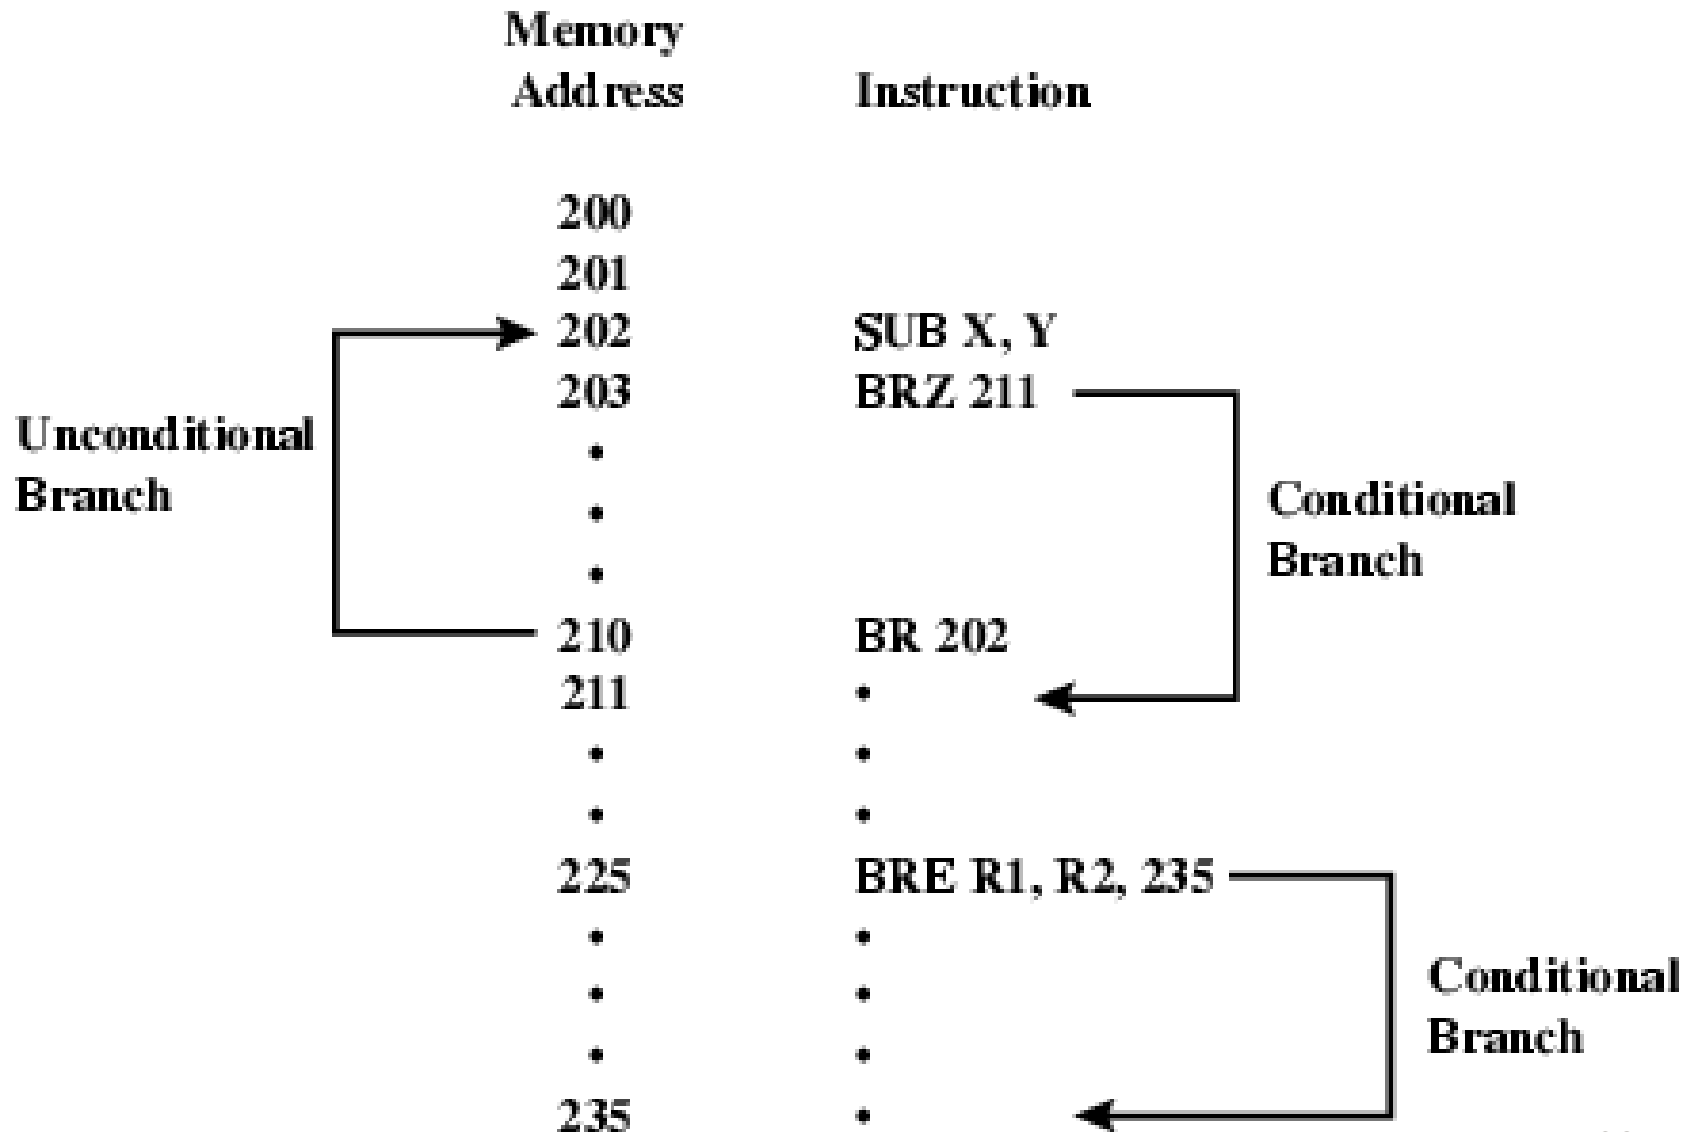 Memory
Address Instruction
200
201
202 SUB X, Y
203 BRZ 211
Unconditional
Branch
Conditional
Branch
210 BR 202
211
225 BRE R1, R2, 235
Conditional
Branch
235